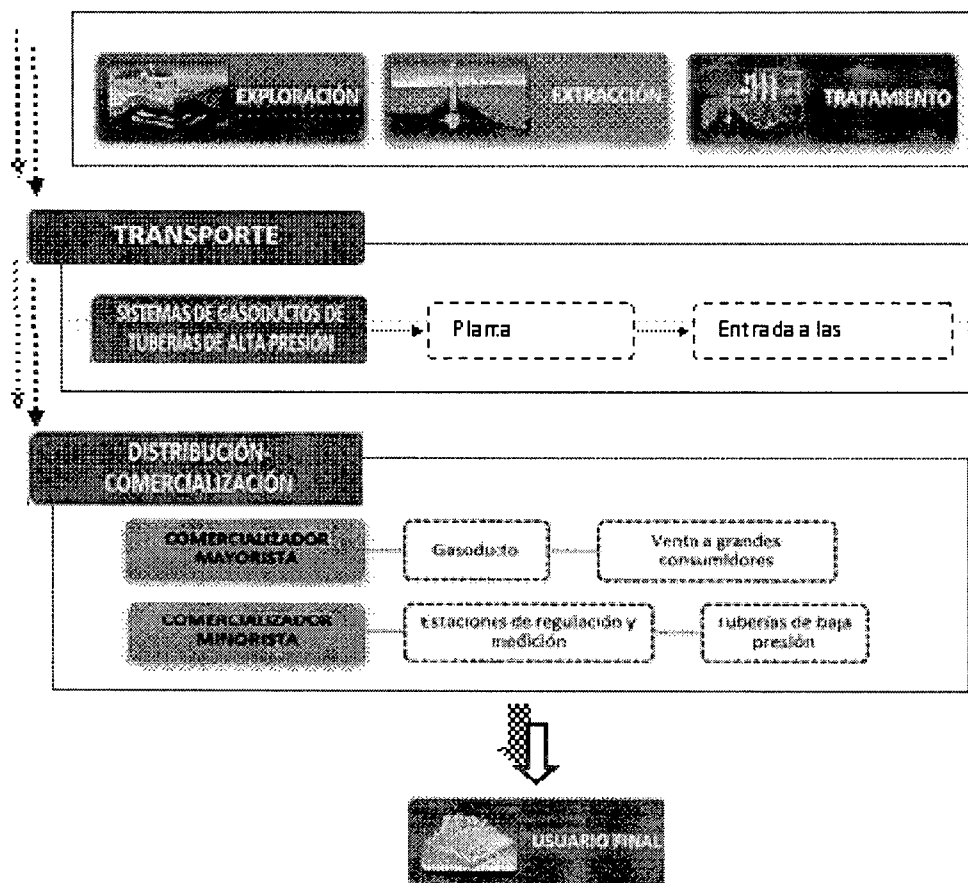 EXPLORACIÓN
EXTRACCIÓN
TRATAMIENTO
TRANSPORTE
SISTEMAS DE GASODUCTOS DE
TUBERÍAS DE ALTA PRESIÓN
Planta
Entrada a las
DISTRIBUCIÓN-
COMERCIALIZACIÓN
COMERCIALIZADOR
MAYORISTA
Gasoducto
Venta a grandes
consumidores
COMERCIALIZADOR
MINORISTA
Estaciones de regulación y
medición
Tuberías de baja
presión
USUARIO FINAL